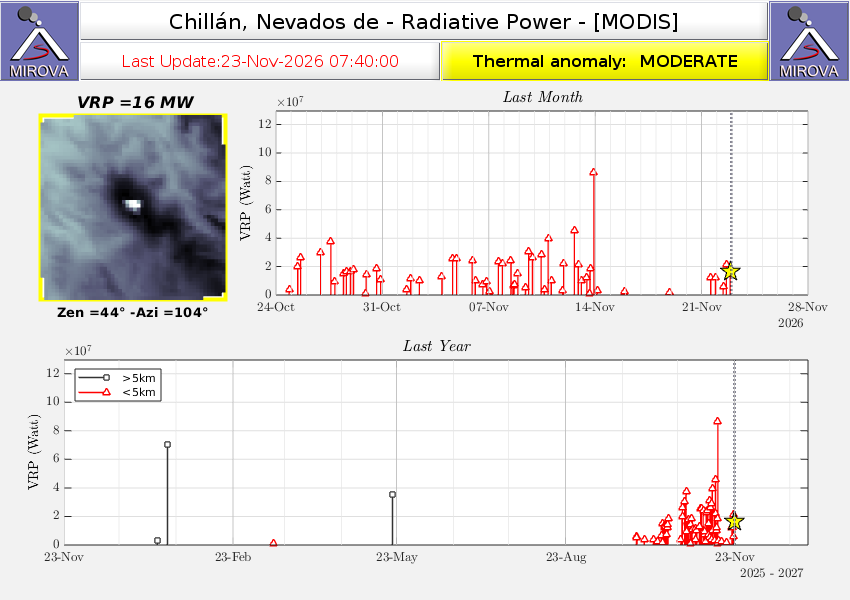 Chillán, Nevados de - Radiative Power - [MODIS]
MIROVA
Last Update:23-Nov-2026 07:40:00
Thermal anomaly: MODERATE
MIROVA
VRP =16 MW
Zen =44° -Azi =104°
Last Month
×10⁷
VRP (Watt)
12
10
8
6
4
2
0
24-Oct 31-Oct 07-Nov 14-Nov 21-Nov 28-Nov
2026
Last Year
×10⁷
VRP (Watt)
12
10
8
6
4
2
0
>5km
<5km
23-Nov 23-Feb 23-May 23-Aug 23-Nov
2025 - 2027